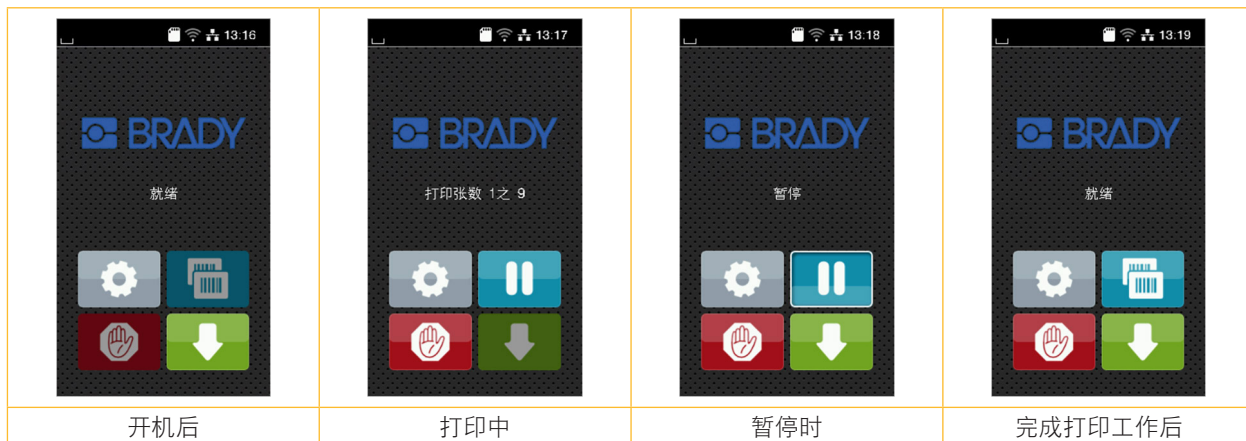 13:16
BRADY
就绪
开机后
13:17
BRADY
打印张数 1之 9
打印中
13:18
BRADY
暂停
暂停时
13:19
BRADY
就绪
完成打印工作后